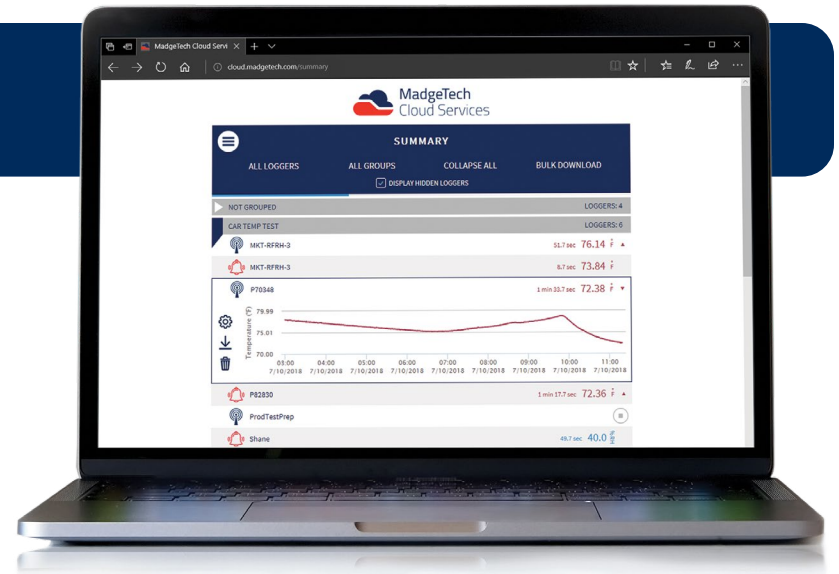 MadgeTech Cloud Servi
cloud.madgetech.com/summary
MadgeTech
Cloud Services
SUMMARY
ALL LOGGERS ALL GROUPS COLLAPSE ALL BULK DOWNLOAD
DISPLAY HIDDEN LOGGERS
NOT GROUPED LOGGERS: 4
CAR TEMP TEST LOGGERS: 6
MKT-RFRH-3 51.7 sec 76.14 °F
MKT-RFRH-3 8.7 sec 73.84 °F
P70348 1 min 33.7 sec 72.38 °F
Temperature (°F)
79.99
75.01
70.00
03:00 04:00 05:00 06:00 07:00 08:00 09:00 10:00 11:00
7/10/2018 7/10/2018 7/10/2018 7/10/2018 7/10/2018 7/10/2018 7/10/2018 7/10/2018 7/10/2018
P82830 1 min 17.7 sec 72.36 °F
ProdTestPrep
Shane 49.7 sec 40.0